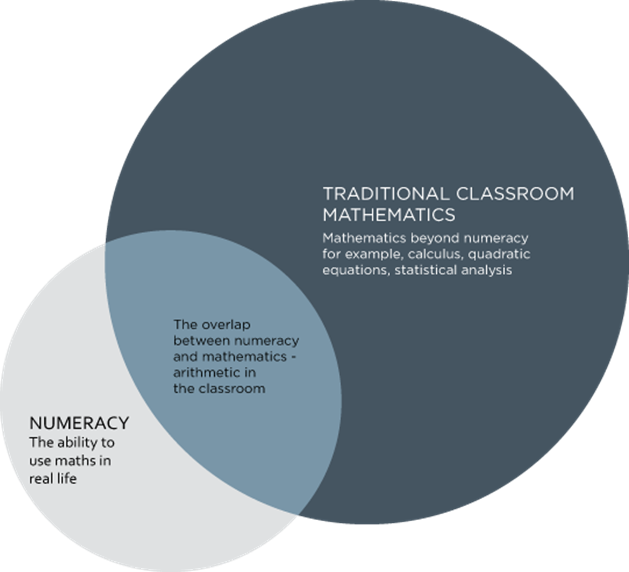 TRADITIONAL CLASSROOM
MATHEMATICS
Mathematics beyond numeracy
for example, calculus, quadratic
equations, statistical analysis
The overlap
between numeracy
and mathematics -
arithmetic in
the classroom
NUMERACY
The ability to
use maths in
real life